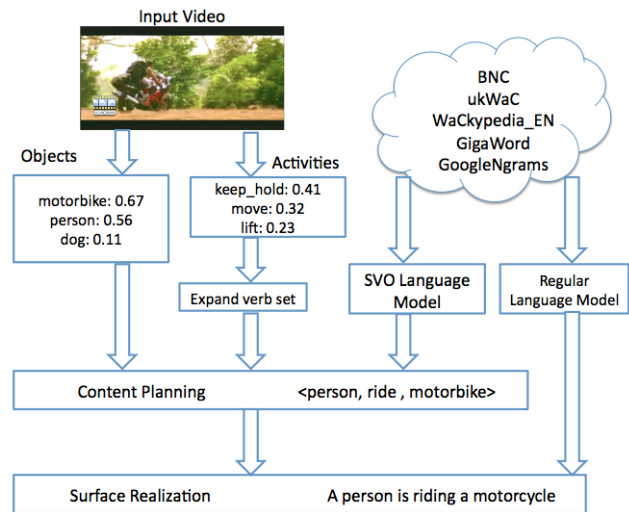 Input Video
BNC
ukWaC
WaCkypedia_EN
GigaWord
GoogleNgrams
Objects
Activities
motorbike: 0.67
person: 0.56
dog: 0.11
keep_hold: 0.41
move: 0.32
lift: 0.23
Expand verb set
SVO Language
Model
Regular
Language Model
Content Planning <person, ride , motorbike>
Surface Realization A person is riding a motorcycle